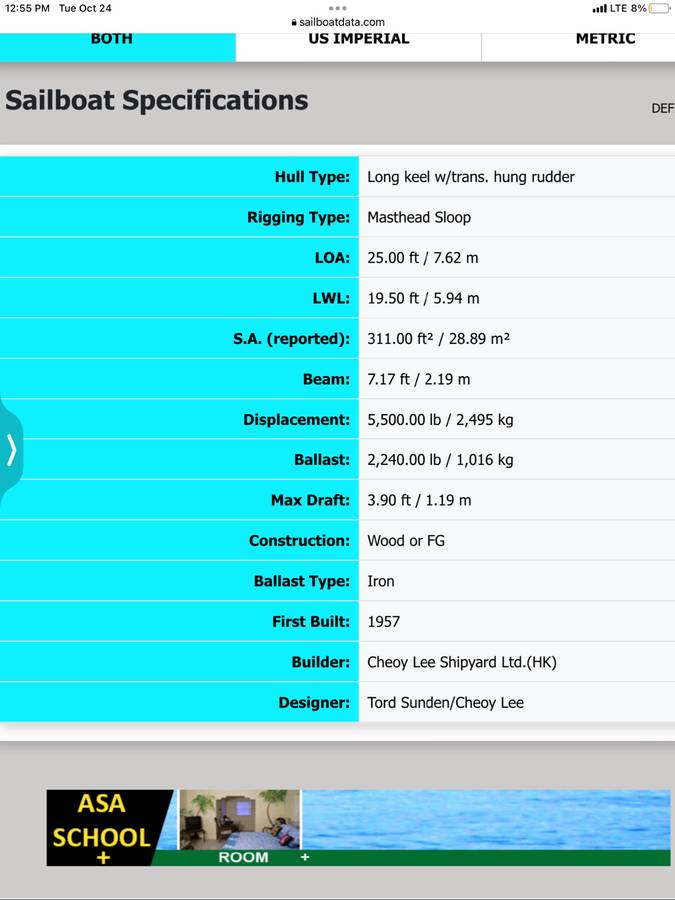 12:55 PM Tue Oct 24
LTE 8%
sailboatdata.com
BOTH US IMPERIAL METRIC
Sailboat Specifications
DEF
Hull Type: Long keel w/trans. hung rudder
Rigging Type: Masthead Sloop
LOA: 25.00 ft / 7.62 m
LWL: 19.50 ft / 5.94 m
S.A. (reported): 311.00 ft² / 28.89 m²
Beam: 7.17 ft / 2.19 m
Displacement: 5,500.00 lb / 2,495 kg
Ballast: 2,240.00 lb / 1,016 kg
Max Draft: 3.90 ft / 1.19 m
Construction: Wood or FG
Ballast Type: Iron
First Built: 1957
Builder: Cheoy Lee Shipyard Ltd.(HK)
Designer: Tord Sunden/Cheoy Lee
ASA
SCHOOL
+
ROOM +